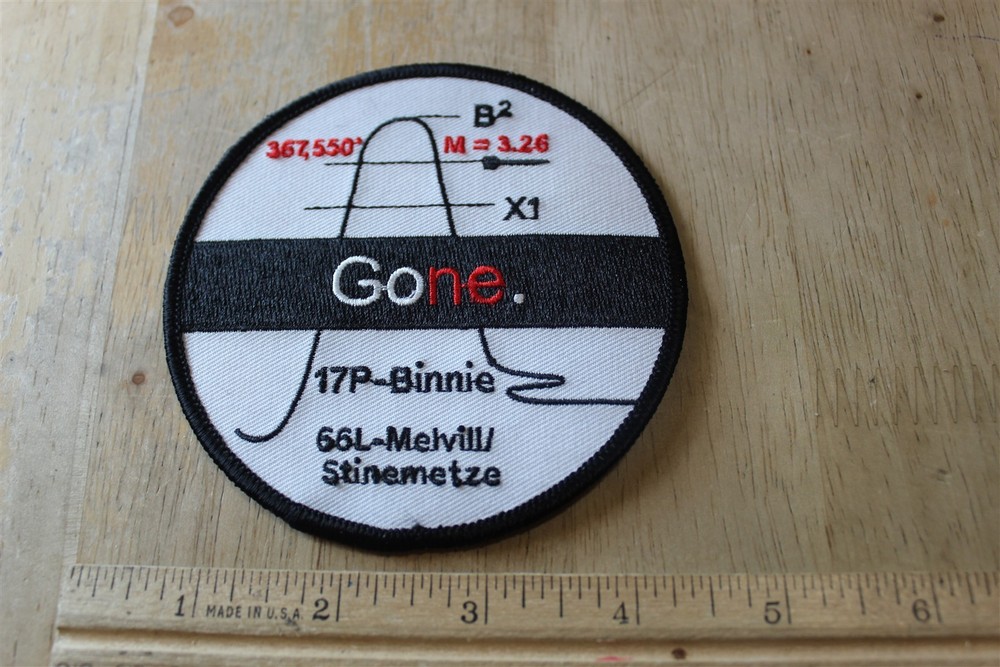 B²
367,550' M = 3.26
X1
Gone.
17P-Binnie
66L-Melvill/
Stinemetze
1 MADE IN U.S.A 2 3 4 5 6